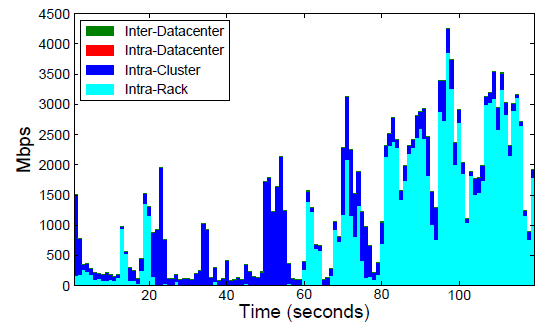 4500
4000
3500
3000
2500
2000
1500
1000
500
0
Mbps
Inter-Datacenter
Intra-Datacenter
Intra-Cluster
Intra-Rack
20 40 60 80 100
Time (seconds)